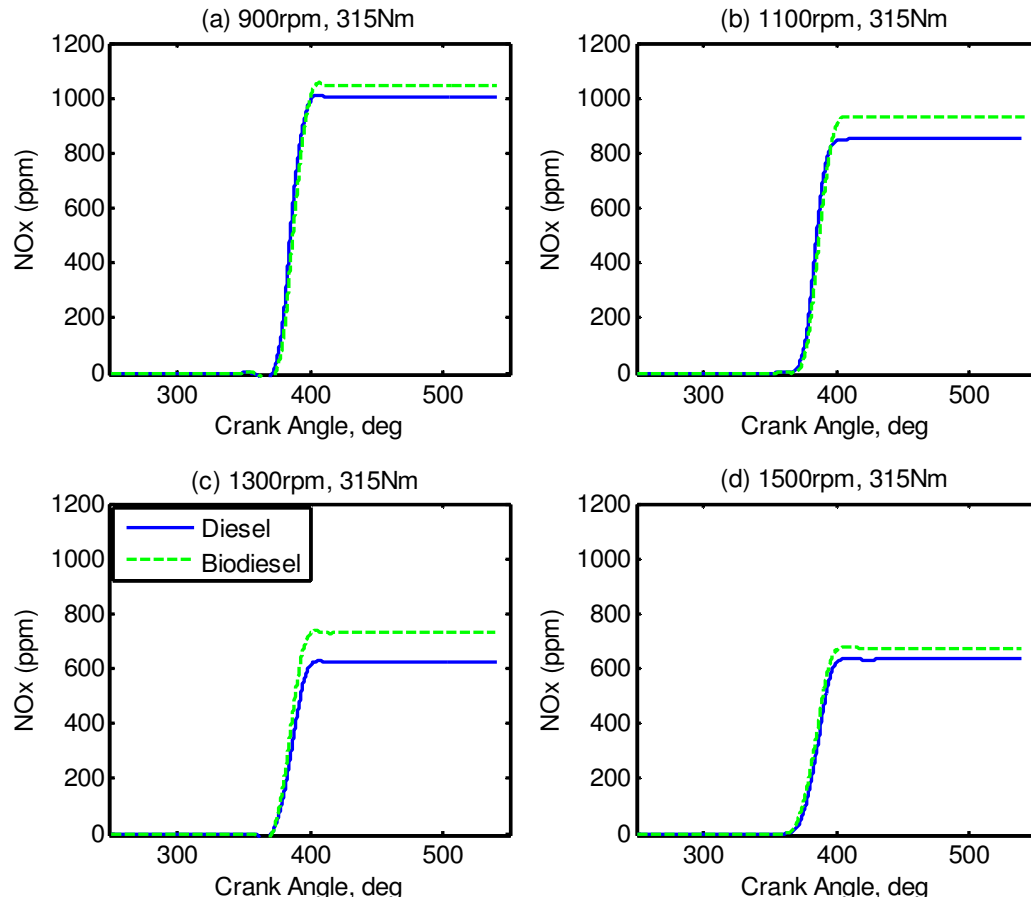 (a) 900rpm, 315Nm
1200
1000
800
600
400
200
0
NOx (ppm)
300 400 500
Crank Angle, deg
(b) 1100rpm, 315Nm
1200
1000
800
600
400
200
0
NOx (ppm)
300 400 500
Crank Angle, deg
(c) 1300rpm, 315Nm
1200
1000
800
600
400
200
0
NOx (ppm)
Diesel
Biodiesel
300 400 500
Crank Angle, deg
(d) 1500rpm, 315Nm
1200
1000
800
600
400
200
0
NOx (ppm)
300 400 500
Crank Angle, deg